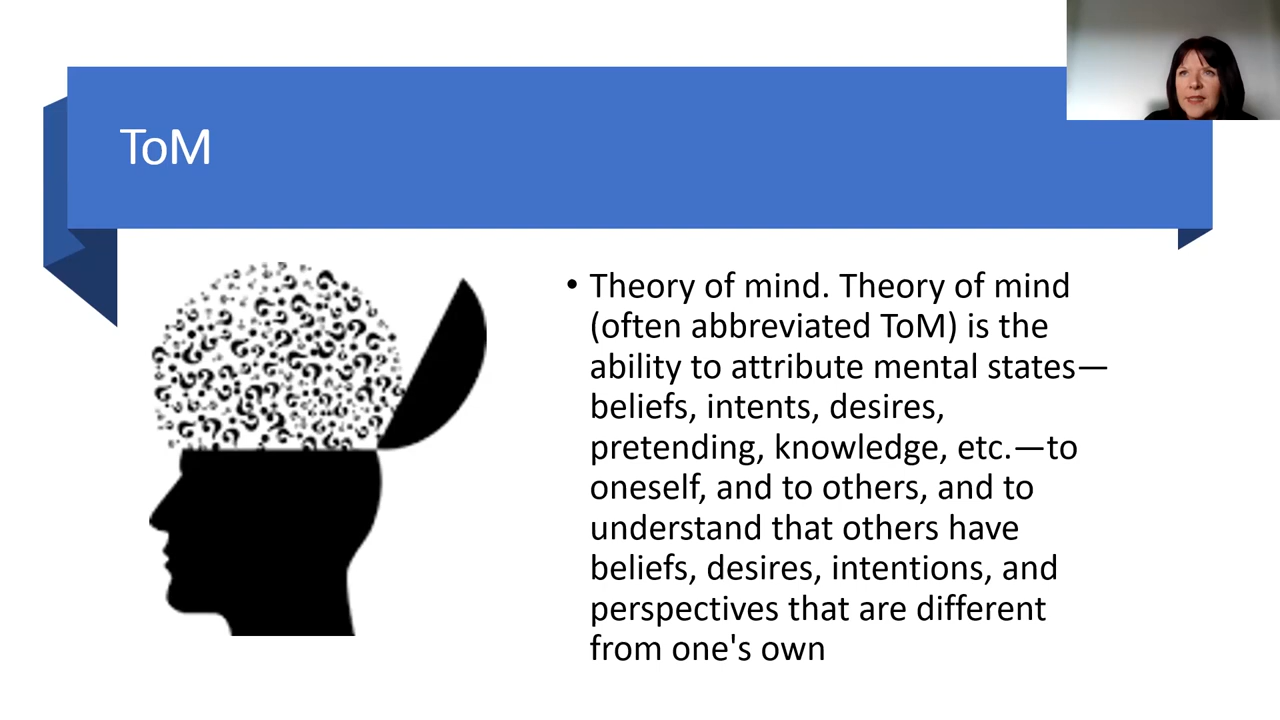 ToM
• Theory of mind. Theory of mind
(often abbreviated ToM) is the
ability to attribute mental states—
beliefs, intents, desires,
pretending, knowledge, etc.—to
oneself, and to others, and to
understand that others have
beliefs, desires, intentions, and
perspectives that are different
from one's own